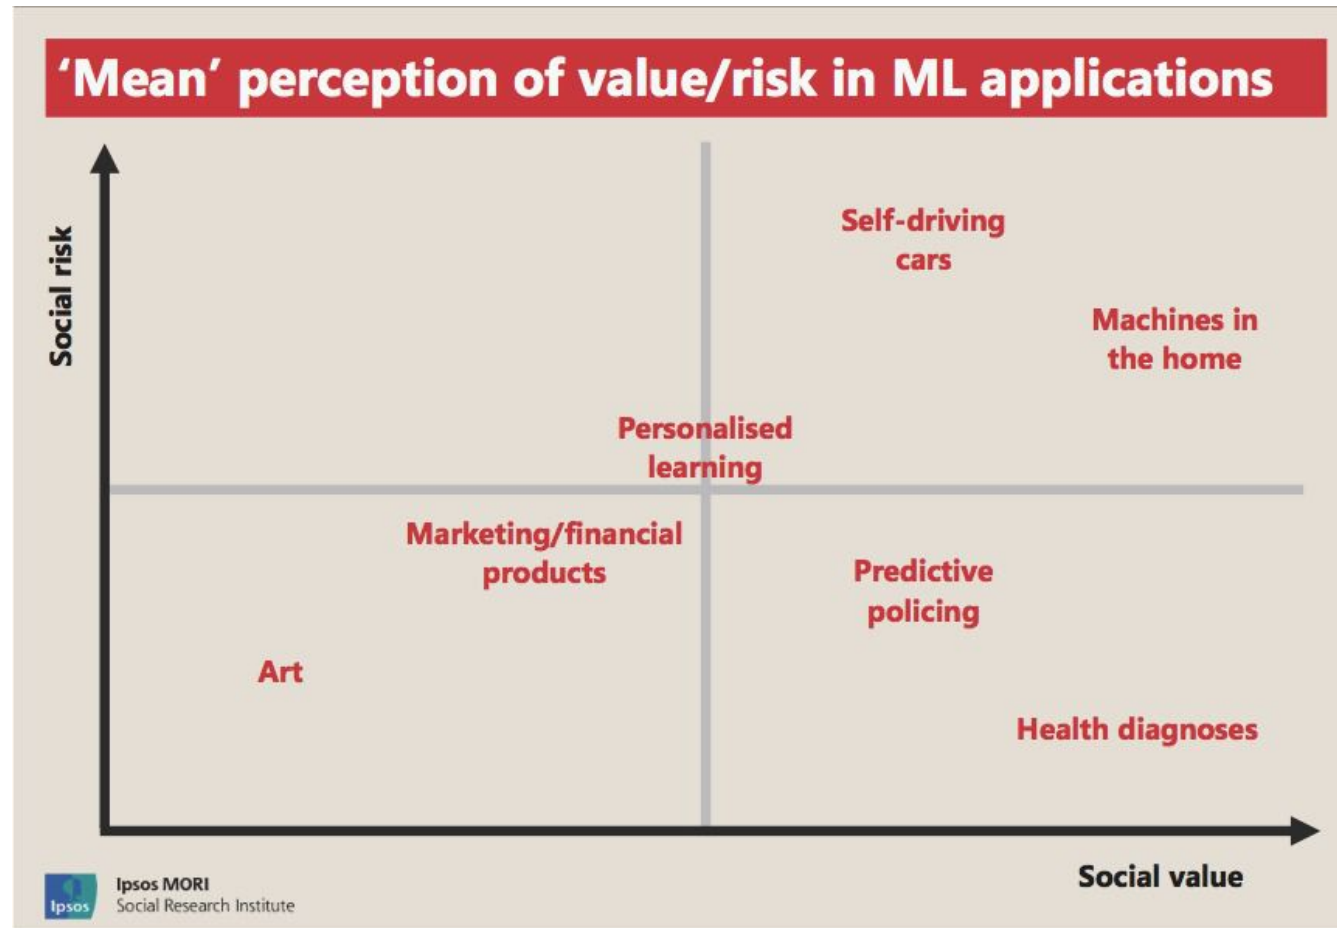 ‘Mean’ perception of value/risk in ML applications
Social risk
Self-driving
cars
Machines in
the home
Personalised
learning
Marketing/financial
products
Predictive
policing
Art
Health diagnoses
Social value
Ipsos
Ipsos MORI
Social Research Institute